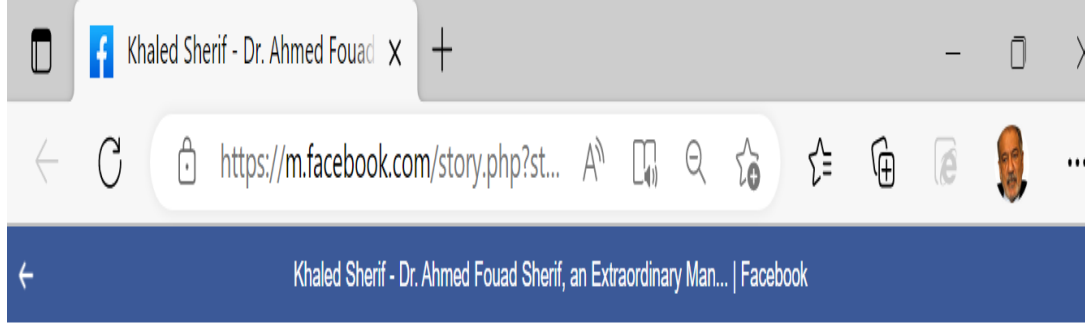 Khaled Sherif - Dr. Ahmed Fouad
https://m.facebook.com/story.php?st...
Khaled Sherif - Dr. Ahmed Fouad Sherif, an Extraordinary Man... | Facebook